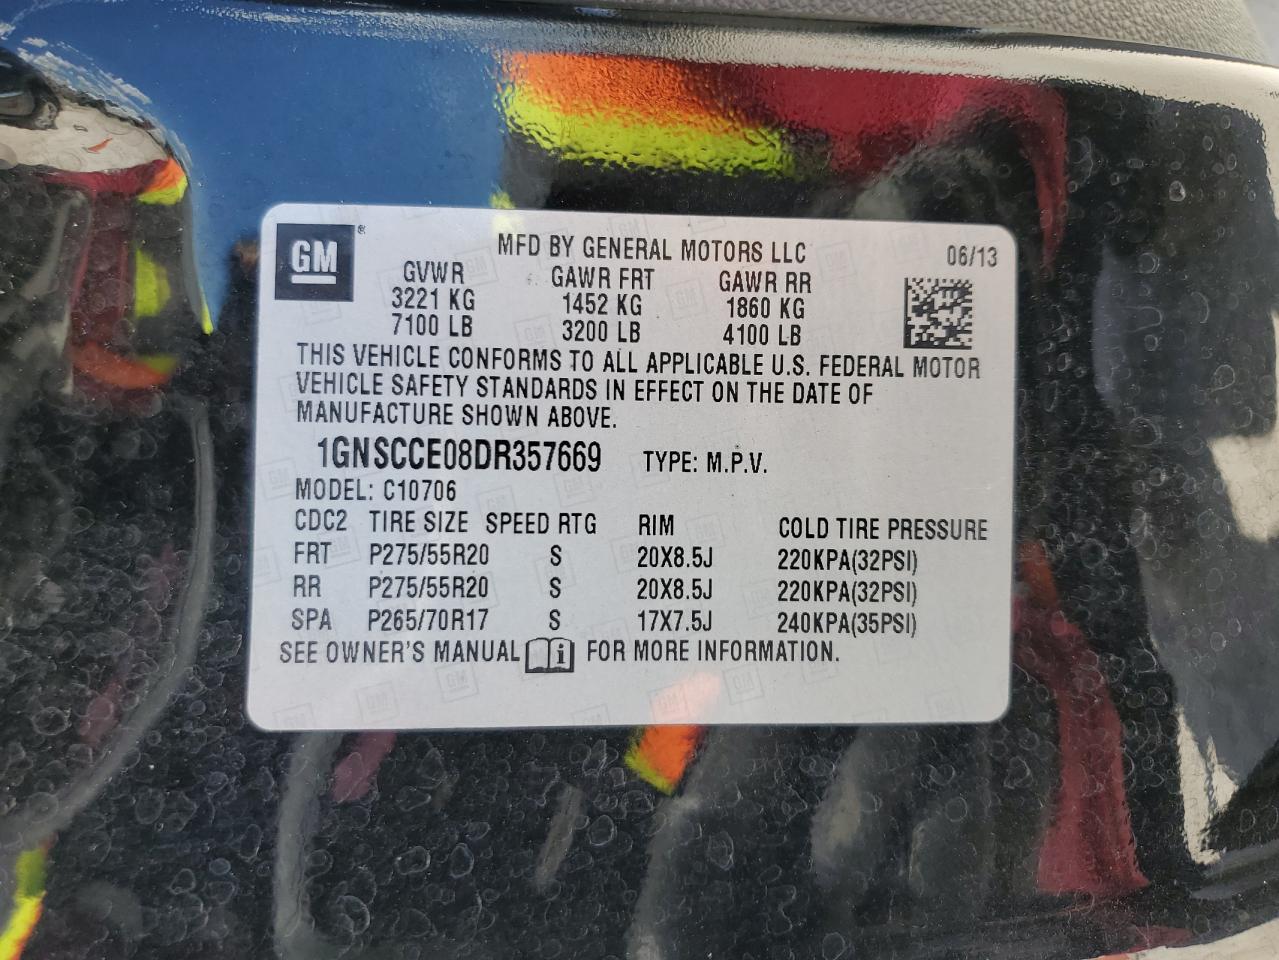 GM® MFD BY GENERAL MOTORS LLC 06/13
GVWR GAWR FRT GAWR RR
3221 KG 1452 KG 1860 KG
7100 LB 3200 LB 4100 LB
THIS VEHICLE CONFORMS TO ALL APPLICABLE U.S. FEDERAL MOTOR
VEHICLE SAFETY STANDARDS IN EFFECT ON THE DATE OF
MANUFACTURE SHOWN ABOVE.
1GNSCCE08DR357669 TYPE: M.P.V.
MODEL: C10706
CDC2 TIRE SIZE SPEED RTG RIM COLD TIRE PRESSURE
FRT P275/55R20 S 20X8.5J 220KPA(32PSI)
RR P275/55R20 S 20X8.5J 220KPA(32PSI)
SPA P265/70R17 S 17X7.5J 240KPA(35PSI)
SEE OWNER'S MANUAL i FOR MORE INFORMATION.